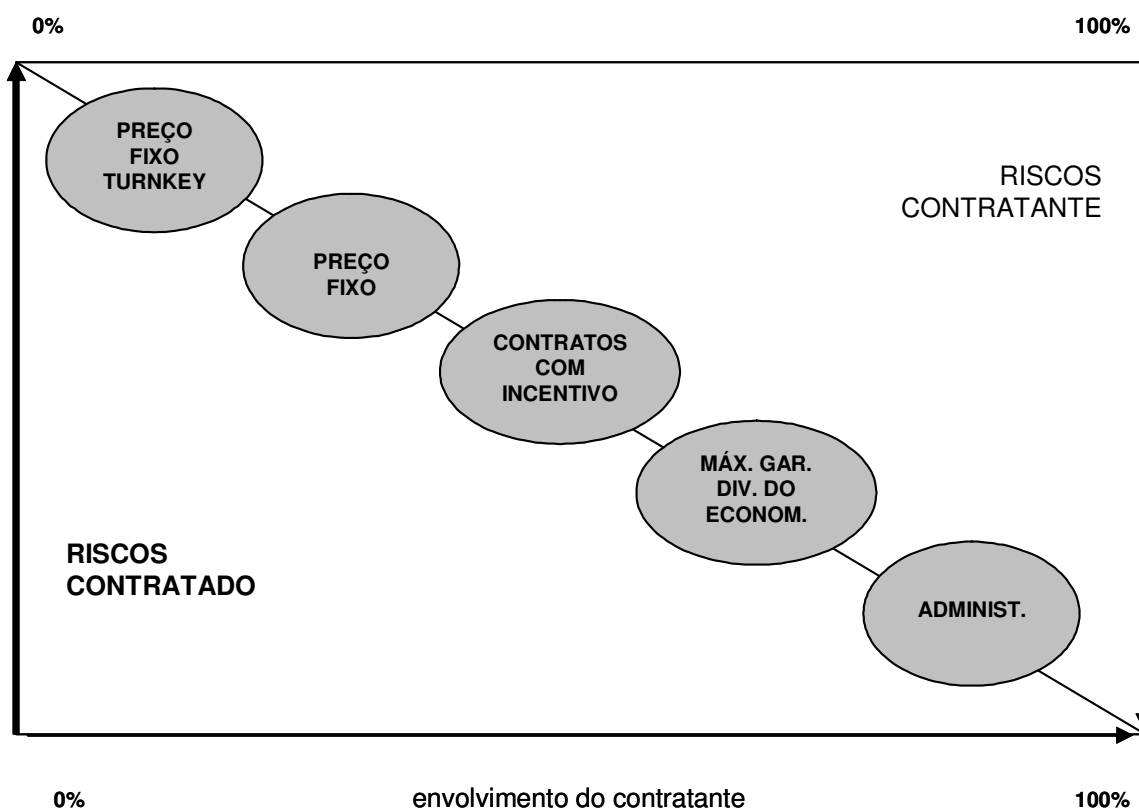 0%
100%
PREÇO
FIXO
TURNKEY
RISCOS
CONTRATANTE
PREÇO
FIXO
CONTRATOS
COM
INCENTIVO
MÁX. GAR.
DIV. DO
ECONOM.
RISCOS
CONTRATADO
ADMINIST.
0%
envolvimento do contratante
100%